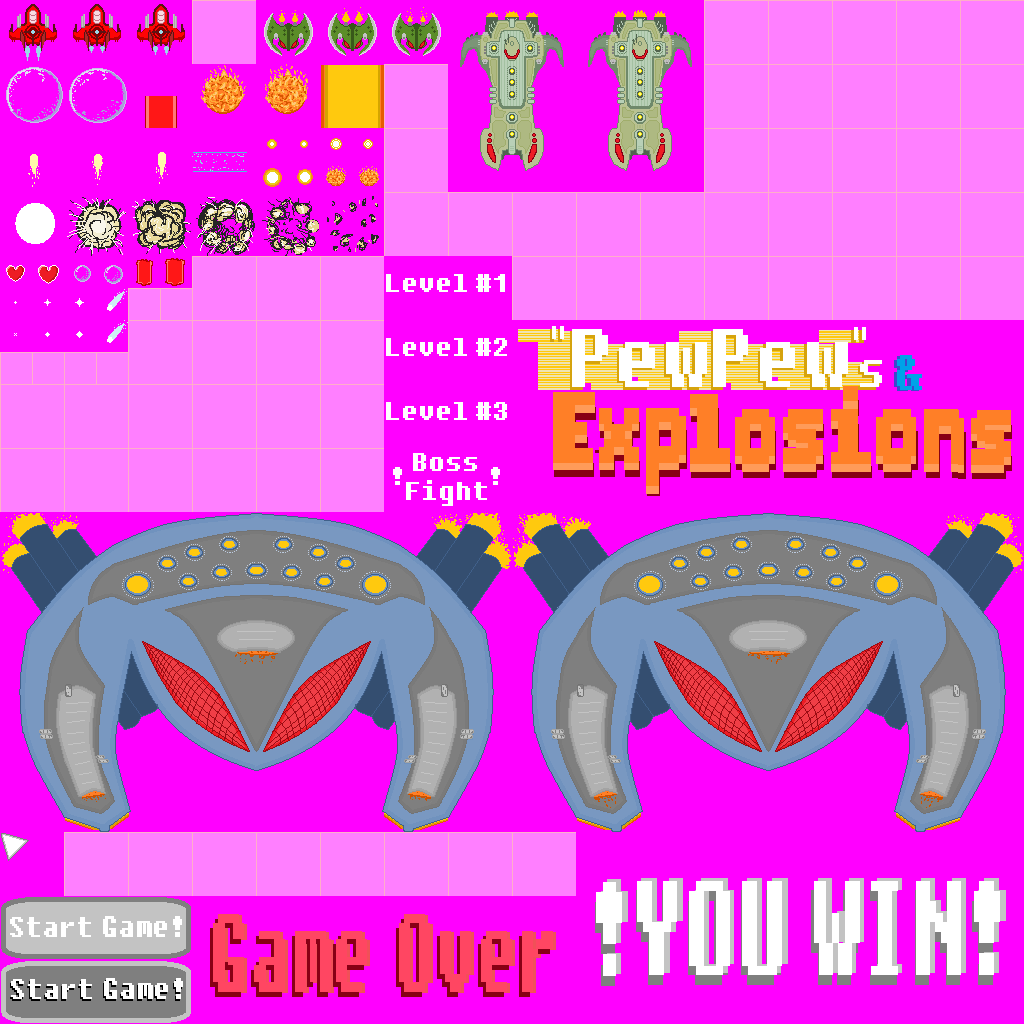 Level #1
Level #2
Level #3
! Boss !
'Fight'
"PewPew"s &
Explosions
Start Game!
Start Game!
Game Over
!YOU WIN!